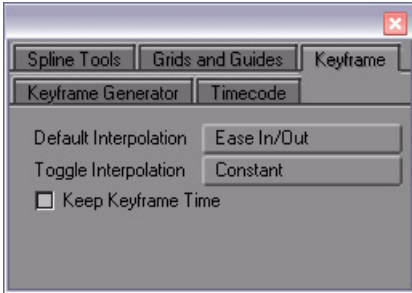 Spline Tools Grids and Guides Keyframe
Keyframe Generator Timecode
Default Interpolation Ease In/Out
Toggle Interpolation Constant
Keep Keyframe Time